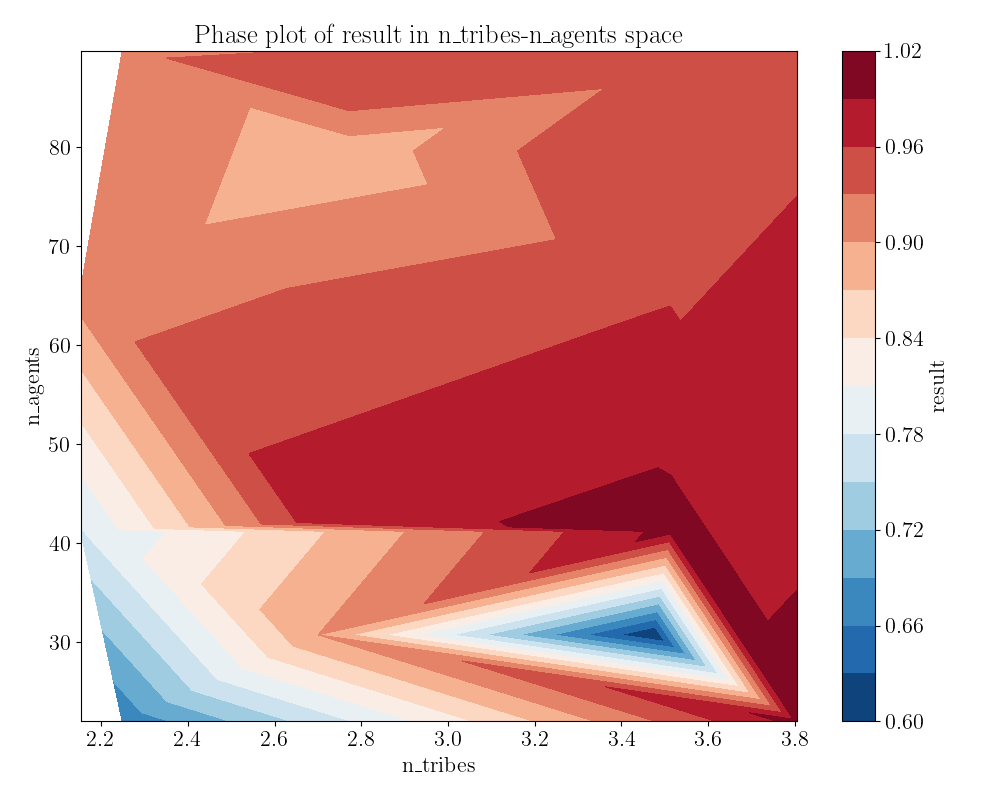 Phase plot of result in n_tribes-n_agents space
1.02
0.96
0.90
0.84
0.78
0.72
0.66
0.60
result
80
70
60
50
40
30
n_agents
2.2 2.4 2.6 2.8 3.0 3.2 3.4 3.6 3.8
n_tribes